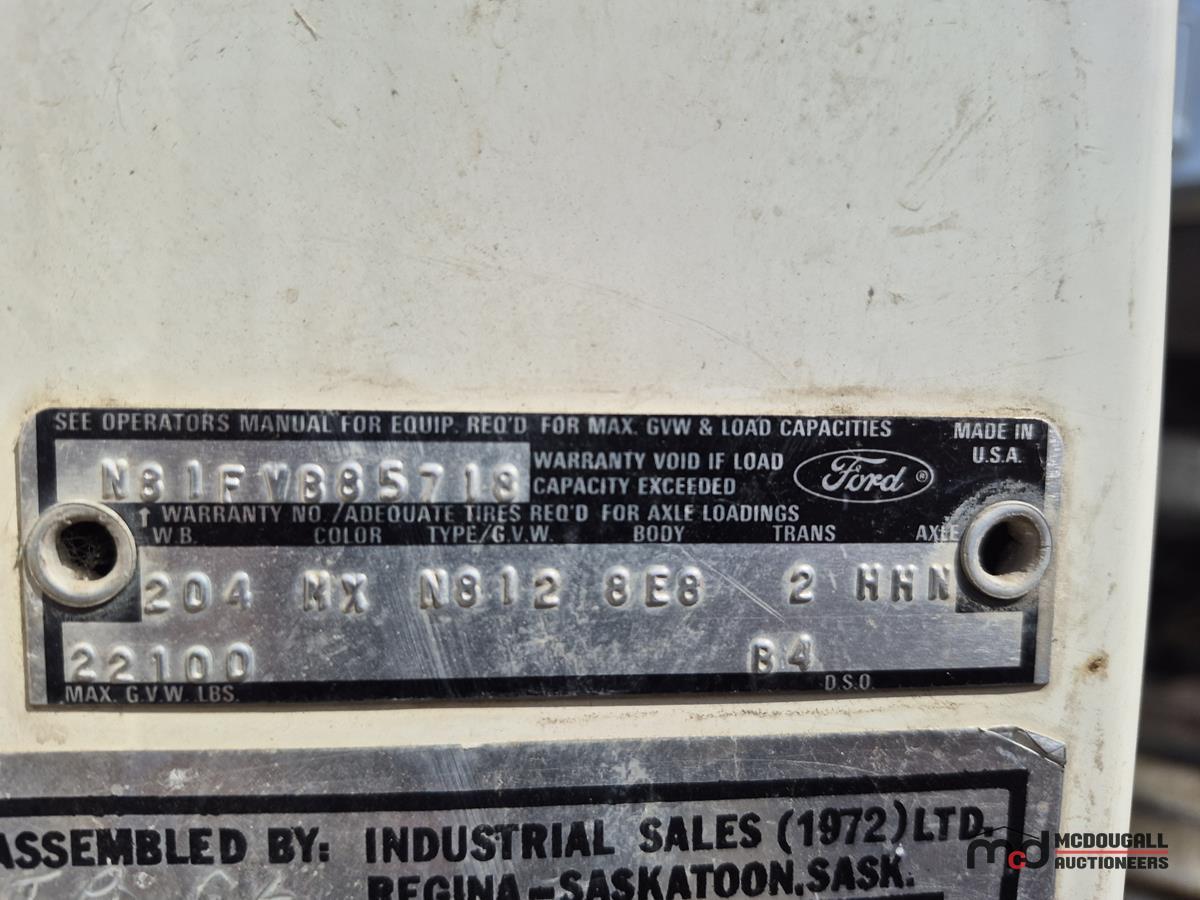 SEE OPERATORS MANUAL FOR EQUIP. REQ'D FOR MAX. GVW & LOAD CAPACITIES
MADE IN
U.S.A.
N81FVB85718
WARRANTY VOID IF LOAD
CAPACITY EXCEEDED
Ford ®
↑ WARRANTY NO./ADEQUATE TIRES REQ'D FOR AXLE LOADINGS
W.B. COLOR TYPE/G.V.W. BODY TRANS AXLE
204 MX N812 8E8 2 HHN
22100 B4
MAX. G.V.W. LBS. D.S.O.
ASSEMBLED BY: INDUSTRIAL SALES (1972) LTD.
REGINA-SASKATOON, SASK.
mcd MCDOUGALL
AUCTIONEERS